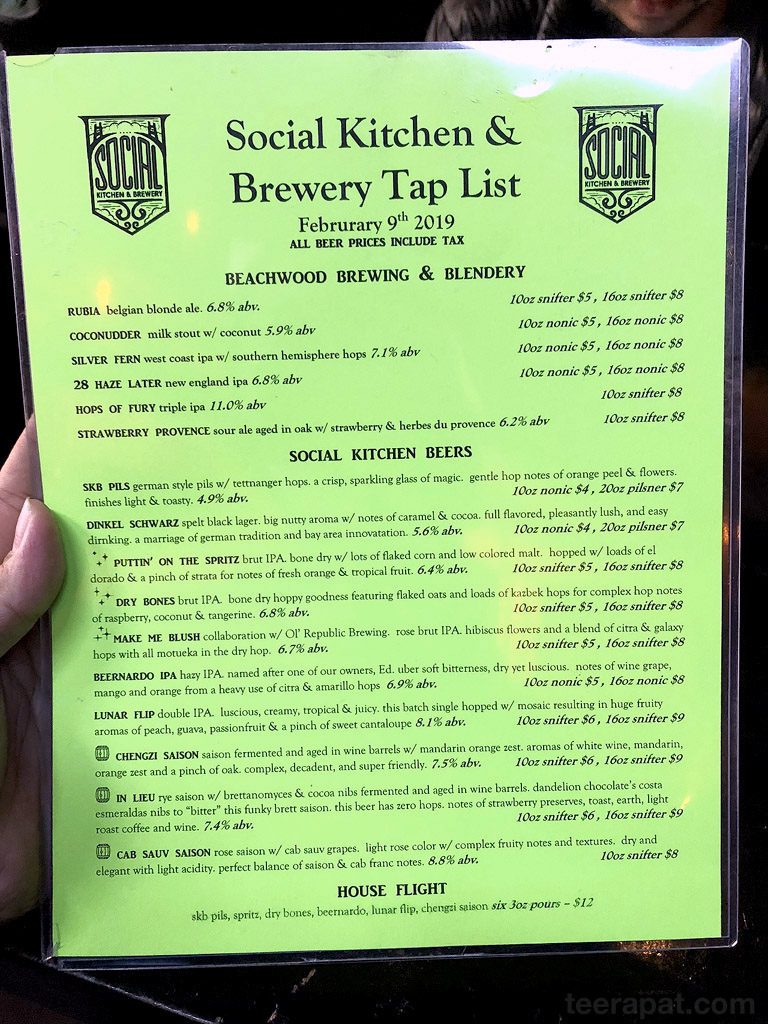 SOCIAL
KITCHEN & BREWERY
SOCIAL
KITCHEN & BREWERY
Social Kitchen &
Brewery Tap List
Februrary 9th 2019
ALL BEER PRICES INCLUDE TAX
BEACHWOOD BREWING & BLENDERY
RUBIA belgian blonde ale. 6.8% abv. 10oz snifter $5, 16oz snifter $8
COCONUDDER milk stout w/ coconut 5.9% abv 10oz nonic $5, 16oz nonic $8
SILVER FERN west coast ipa w/ southern hemisphere hops 7.1% abv 10oz nonic $5, 16oz nonic $8
28 HAZE LATER new england ipa 6.8% abv 10oz nonic $5, 16oz nonic $8
HOPS OF FURY triple ipa 11.0% abv 10oz snifter $8
STRAWBERRY PROVENCE sour ale aged in oak w/ strawberry & herbes du provence 6.2% abv 10oz snifter $8
SOCIAL KITCHEN BEERS
SKB PILS german style pils w/ tettnanger hops. a crisp, sparkling glass of magic. gentle hop notes of orange peel & flowers.
finishes light & toasty. 4.9% abv. 10oz nonic $4, 20oz pilsner $7
DINKEL SCHWARZ spelt black lager. big nutty aroma w/ notes of caramel & cocoa. full flavored, pleasantly lush, and easy
dirnking. a marriage of german tradition and bay area innovatation. 5.6% abv. 10oz nonic $4, 20oz pilsner $7
PUTTIN' ON THE SPRITZ brut IPA. bone dry w/ lots of flaked corn and low colored malt. hopped w/ loads of el
dorado & a pinch of strata for notes of fresh orange & tropical fruit. 6.4% abv. 10oz snifter $5, 16oz snifter $8
DRY BONES brut IPA. bone dry hoppy goodness featuring flaked oats and loads of kazbek hops for complex hop notes
of raspberry, coconut & tangerine. 6.8% abv. 10oz snifter $5, 16oz snifter $8
MAKE ME BLUSH collaboration w/ Ol' Republic Brewing. rose brut IPA. hibiscus flowers and a blend of citra & galaxy
hops with all motueka in the dry hop. 6.7% abv. 10oz snifter $5, 16oz snifter $8
BEERNARDO IPA hazy IPA. named after one of our owners, Ed. uber soft bitterness, dry yet luscious. notes of wine grape,
mango and orange from a heavy use of citra & amarillo hops 6.9% abv. 10oz nonic $5, 16oz nonic $8
LUNAR FLIP double IPA. luscious, creamy, tropical & juicy. this batch single hopped w/ mosaic resulting in huge fruity
aromas of peach, guava, passionfruit & a pinch of sweet cantaloupe 8.1% abv. 10oz snifter $6, 16oz snifter $9
CHENGZI SAISON saison fermented and aged in wine barrels w/ mandarin orange zest. aromas of white wine, mandarin,
orange zest and a pinch of oak. complex, decadent, and super friendly. 7.5% abv. 10oz snifter $6, 16oz snifter $9
IN LIEU rye saison w/ brettanomyces & cocoa nibs fermented and aged in wine barrels. dandelion chocolate's costa
esmeraldas nibs to "bitter" this funky brett saison. this beer has zero hops. notes of strawberry preserves, toast, earth, light
roast coffee and wine. 7.4% abv. 10oz snifter $6, 16oz snifter $9
CAB SAUV SAISON rose saison w/ cab sauv grapes. light rose color w/ complex fruity notes and textures. dry and
elegant with light acidity. perfect balance of saison & cab franc notes. 8.8% abv. 10oz snifter $8
HOUSE FLIGHT
skb pils, spritz, dry bones, beernardo, lunar flip, chengzi saison six 3oz pours – $12
teerapat.com